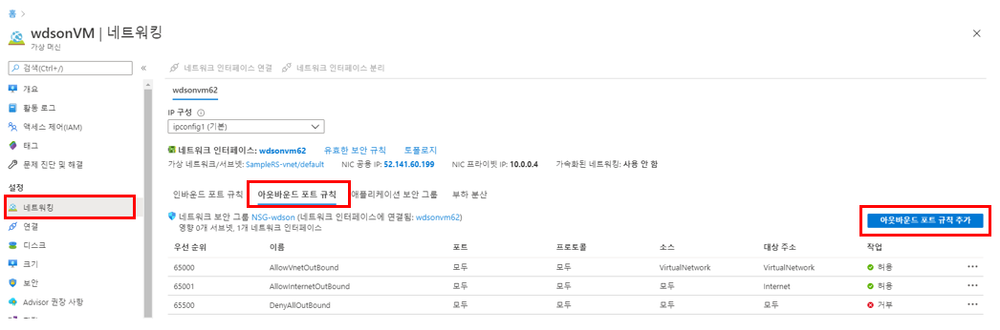 홈
wdsonVM | 네트워킹
가상 머신
검색(Ctrl+/)
개요
활동 로그
액세스 제어(IAM)
태그
문제 진단 및 해결
설정
네트워킹
연결
디스크
크기
보안
Advisor 권장 사항
네트워크 인터페이스 연결 네트워크 인터페이스 분리
wdsonvm62
IP 구성
ipconfig1 (기본)
네트워크 인터페이스: wdsonvm62 유효한 보안 규칙 토폴로지
가상 네트워크/서브넷: SampleRS-vnet/default NIC 공용 IP: 52.141.60.199 NIC 프라이빗 IP: 10.0.0.4 가속화된 네트워킹: 사용 안 함
인바운드 포트 규칙 아웃바운드 포트 규칙 애플리케이션 보안 그룹 부하 분산
네트워크 보안 그룹 NSG-wdson (네트워크 인터페이스에 연결됨: wdsonvm62)
영향 0개 서브넷, 1개 네트워크 인터페이스
아웃바운드 포트 규칙 추가
우선 순위 이름 포트 프로토콜 소스 대상 주소 작업
65000 AllowVnetOutBound 모두 모두 VirtualNetwork VirtualNetwork 허용
65001 AllowInternetOutBound 모두 모두 모두 Internet 허용
65500 DenyAllOutBound 모두 모두 모두 모두 거부